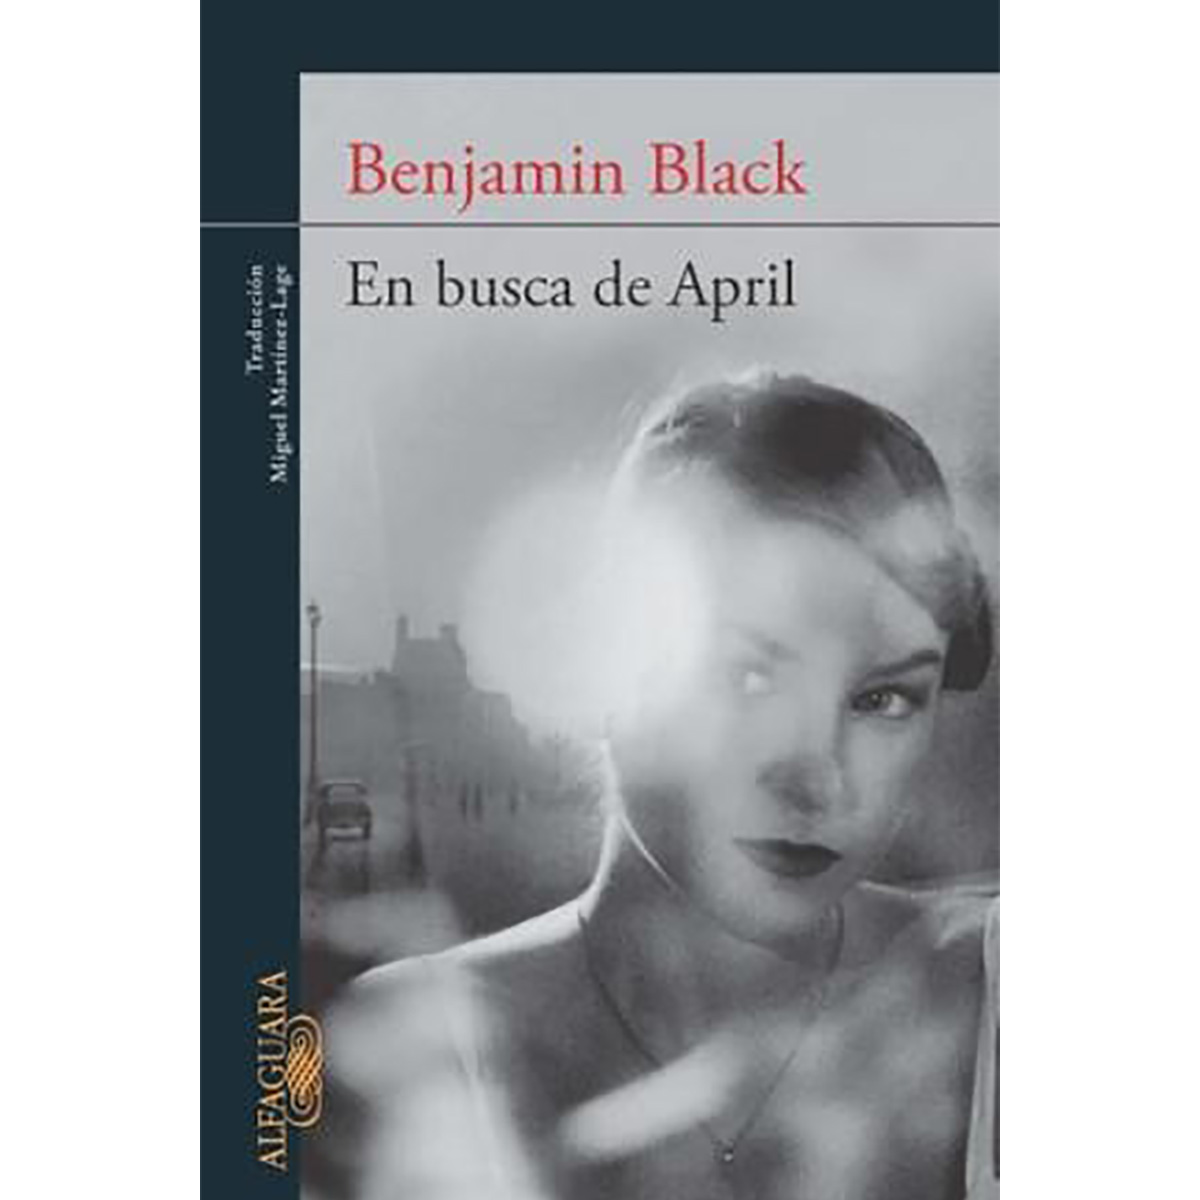 Benjamin Black
En busca de April
Traducción
Miguel Martínez-Lage
ALFAGUARA